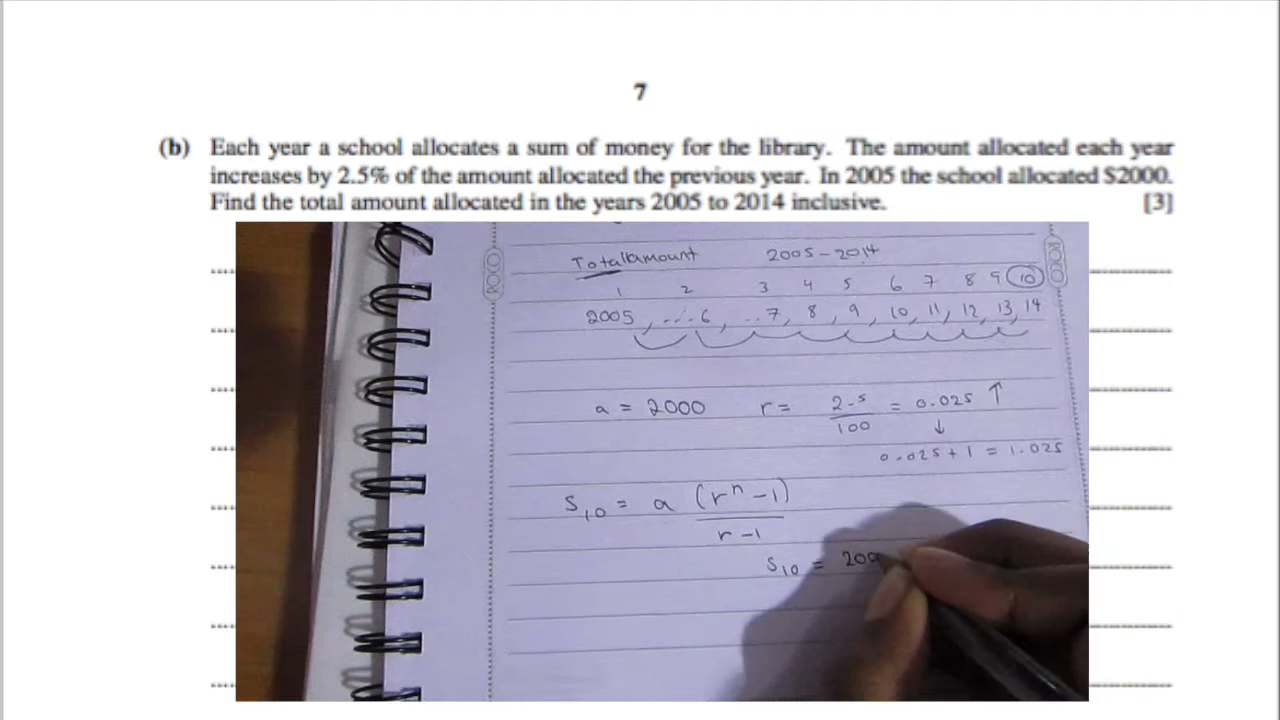 7
(b) Each year a school allocates a sum of money for the library. The amount allocated each year
increases by 2.5% of the amount allocated the previous year. In 2005 the school allocated $2000.
Find the total amount allocated in the years 2005 to 2014 inclusive. [3]
Total amount 2005 – 2014
1 2 3 4 5 6 7 8 9 10
2005, ....6, ...7, 8, 9, 10, 11, 12, 13, 14
a = 2000 r = 2.5/100 = 0.025 ↑
↓
0.025 + 1 = 1.025
S10 = a (r^n – 1)/r – 1
S10 = 200
ROCO
ROCO